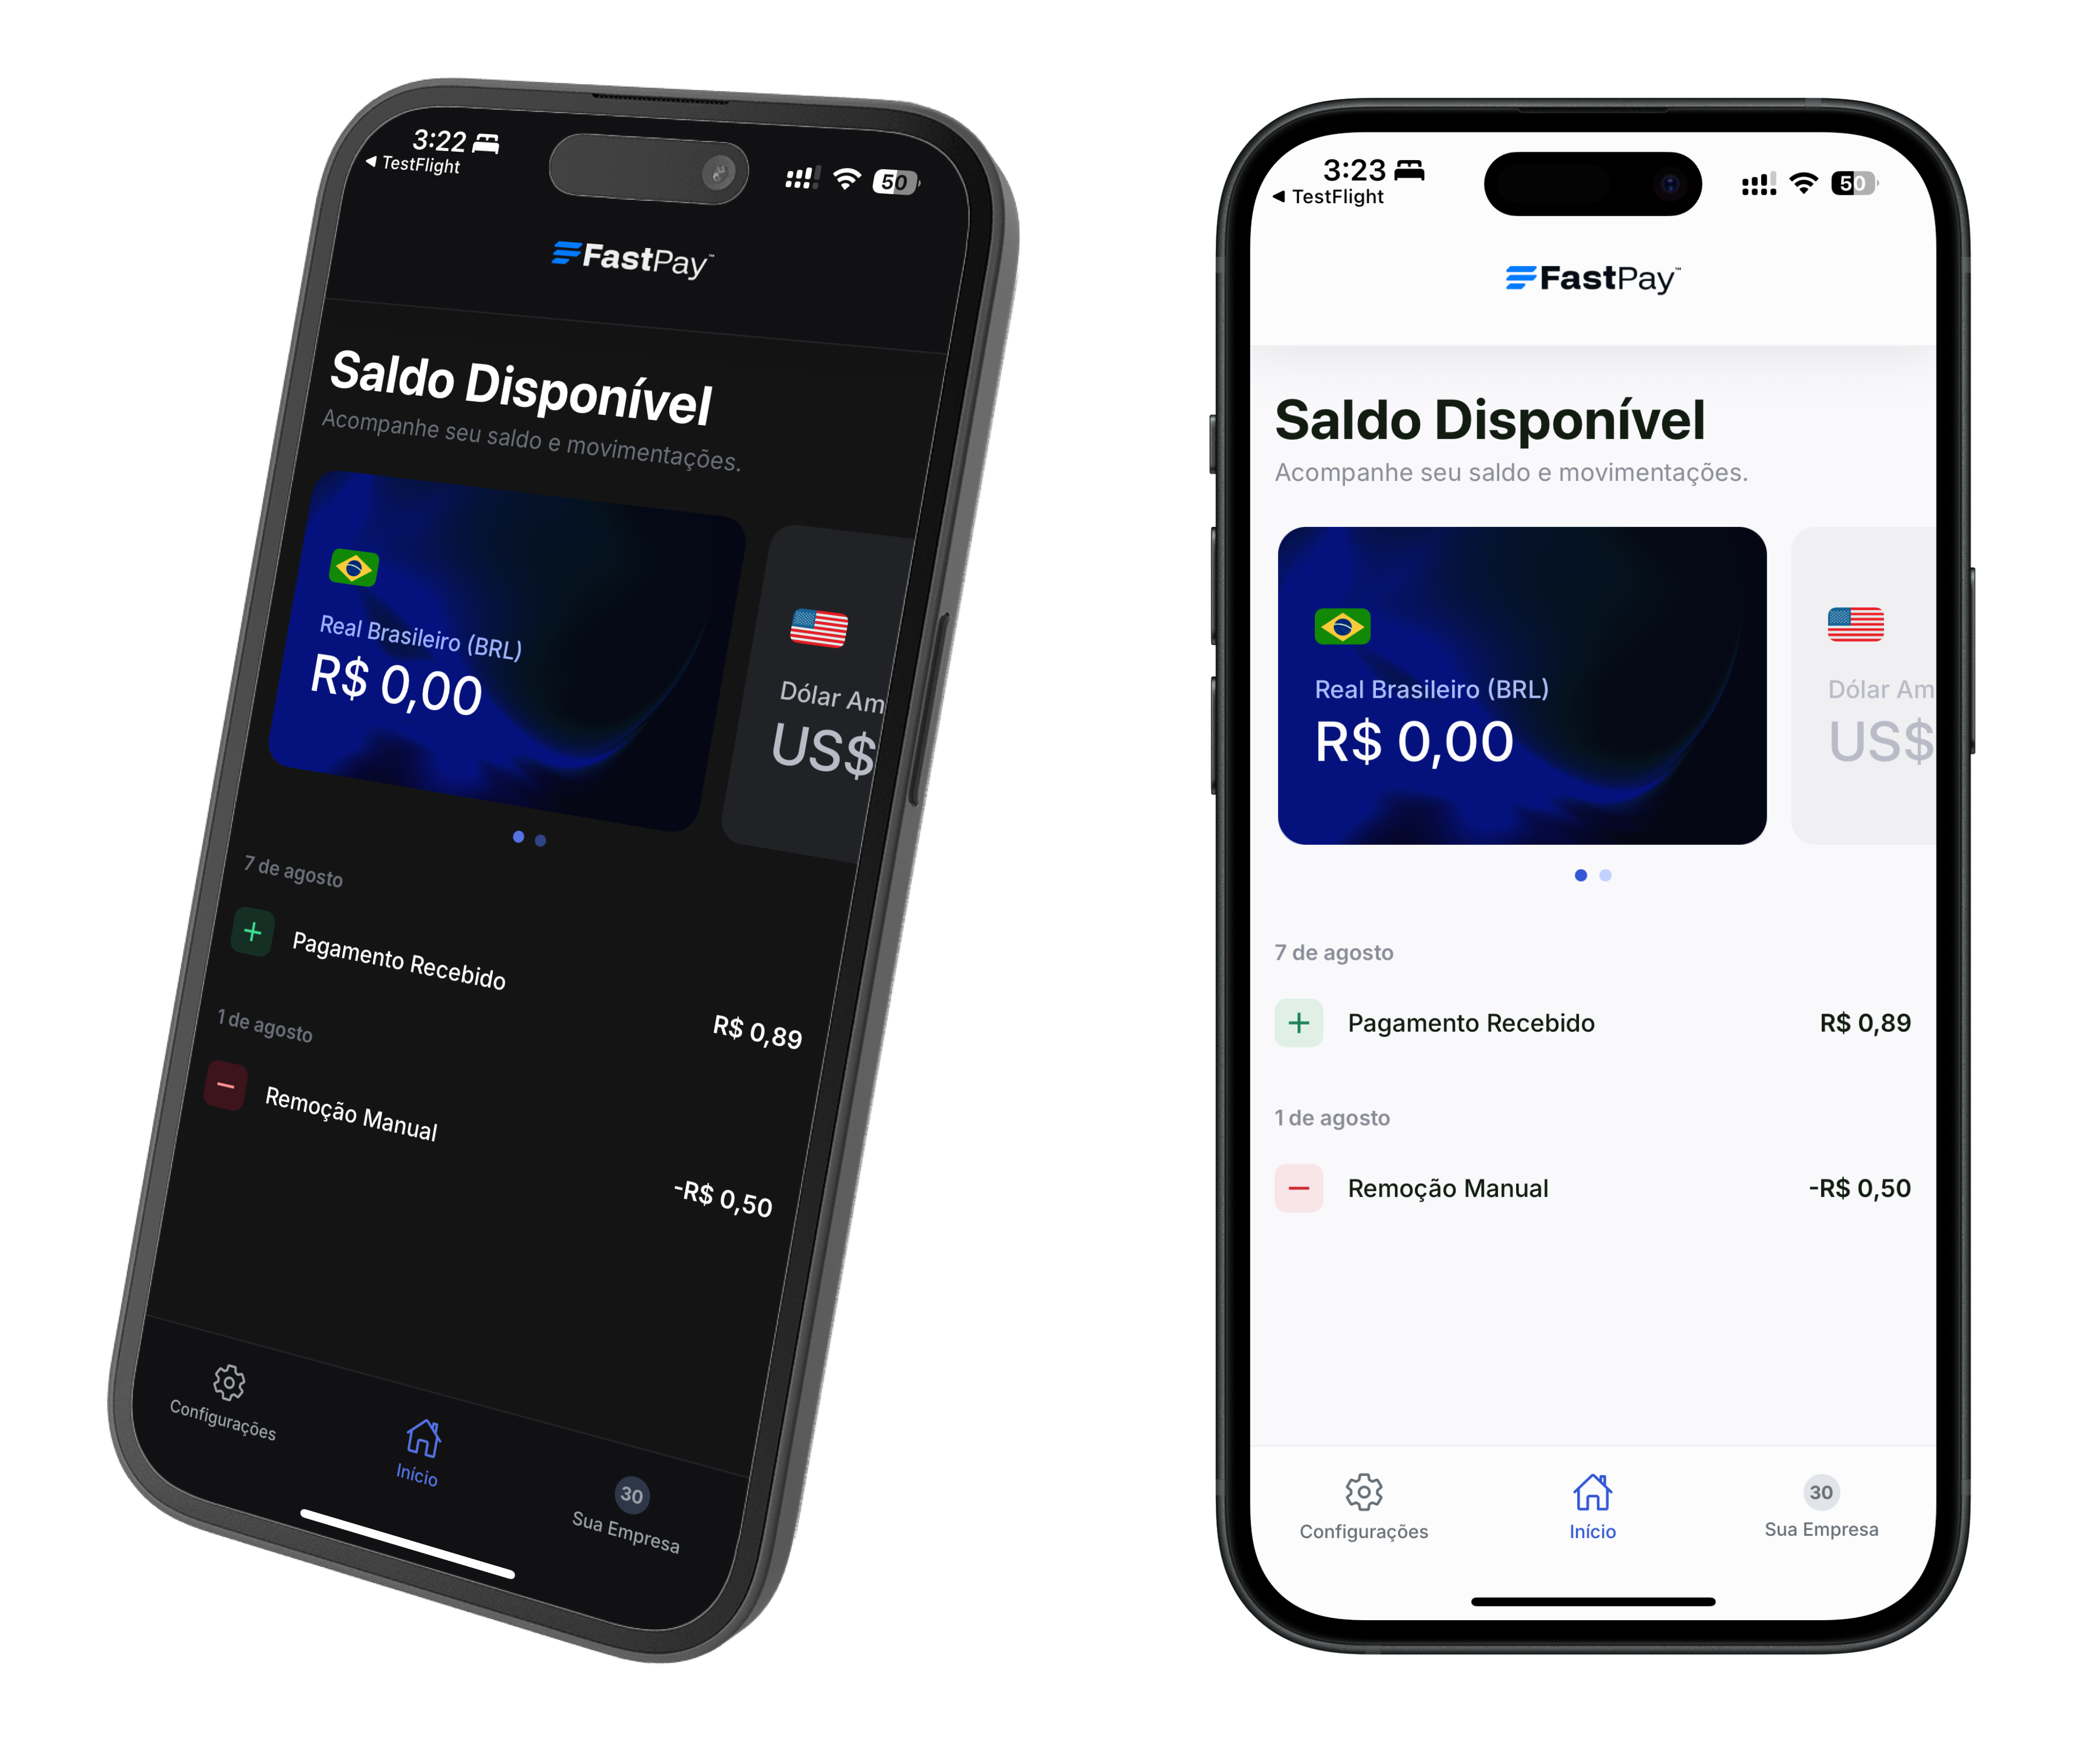 3:22
◀ TestFlight
50
FastPay™
Saldo Disponível
Acompanhe seu saldo e movimentações.
Real Brasileiro (BRL)
R$ 0,00
Dólar Am
US$
7 de agosto
Pagamento Recebido
R$ 0,89
1 de agosto
Remoção Manual
-R$ 0,50
Configurações
Início
30
Sua Empresa
3:23
◀ TestFlight
50
FastPay™
Saldo Disponível
Acompanhe seu saldo e movimentações.
Real Brasileiro (BRL)
R$ 0,00
Dólar Am
US$
7 de agosto
Pagamento Recebido
R$ 0,89
1 de agosto
Remoção Manual
-R$ 0,50
Configurações
Início
30
Sua Empresa